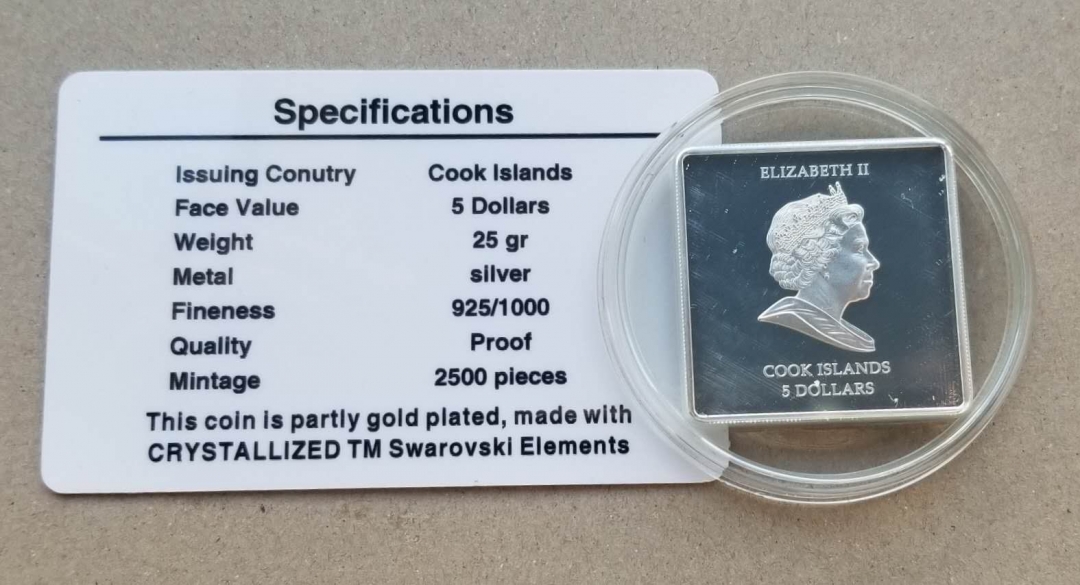 Specifications
Issuing Conutry Cook Islands
Face Value 5 Dollars
Weight 25 gr
Metal silver
Fineness 925/1000
Quality Proof
Mintage 2500 pieces
This coin is partly gold plated, made with
CRYSTALLIZED TM Swarovski Elements
ELIZABETH II
COOK ISLANDS
5 DOLLARS